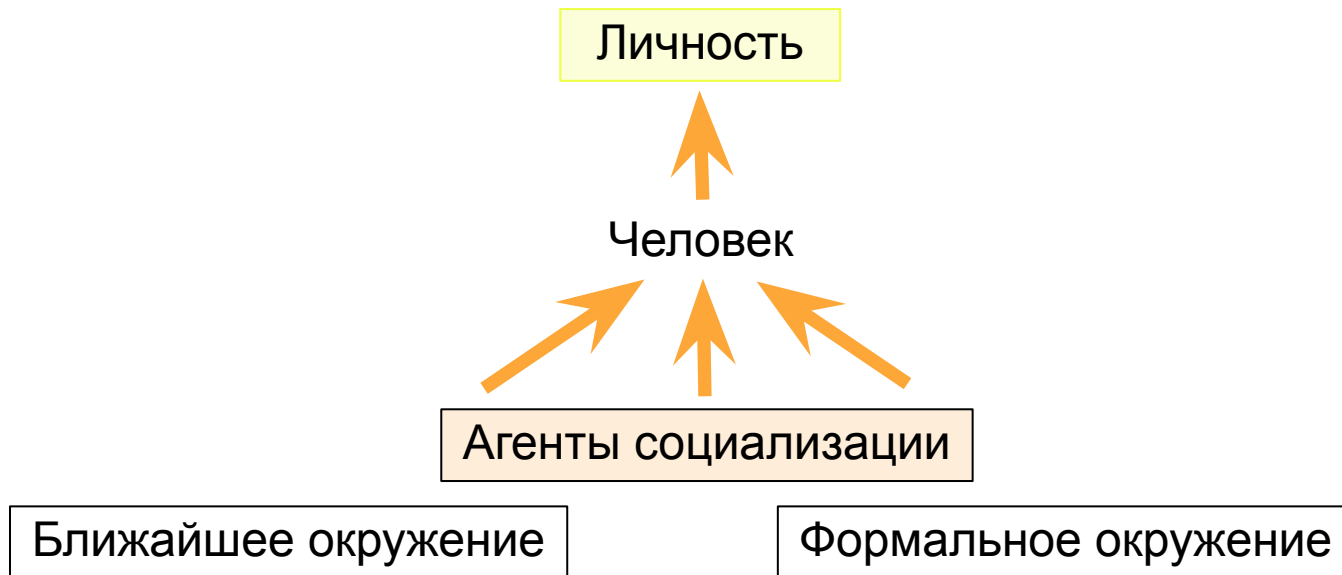 Личность
Человек
Агенты социализации
Ближайшее окружение
Формальное окружение